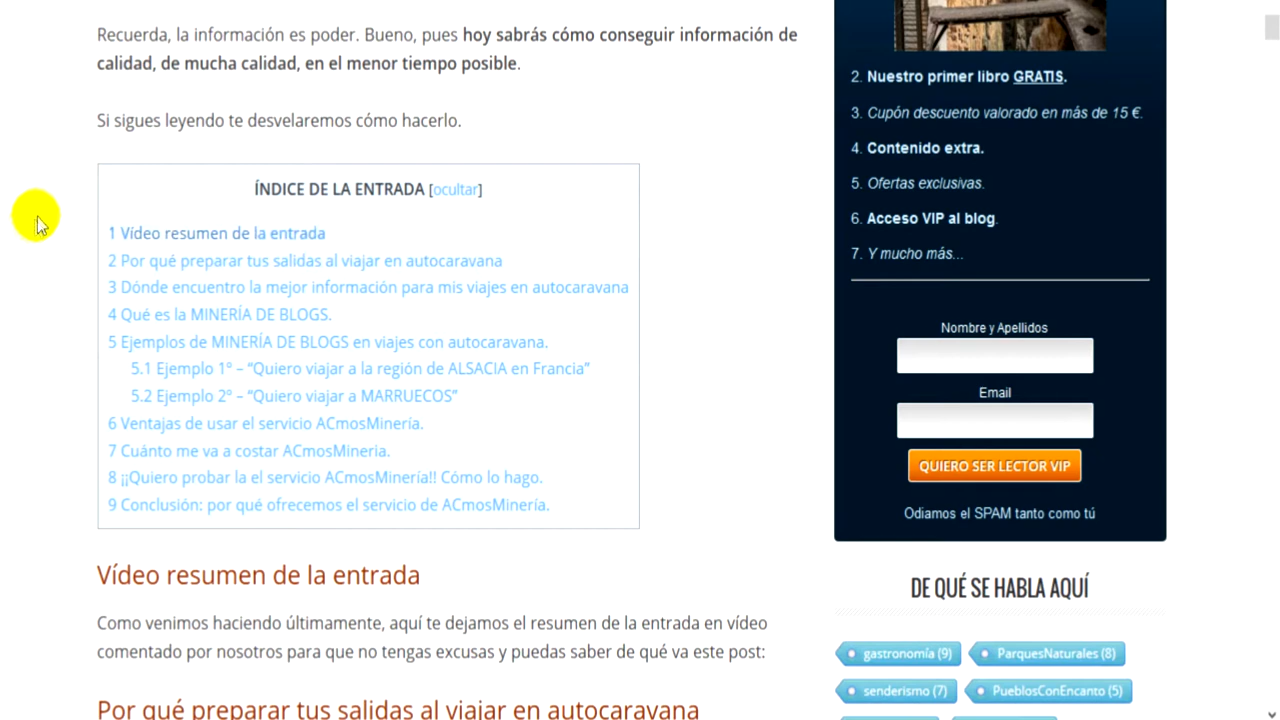 Recuerda, la información es poder. Bueno, pues hoy sabrás cómo conseguir información de
calidad, de mucha calidad, en el menor tiempo posible.
Si sigues leyendo te desvelaremos cómo hacerlo.
ÍNDICE DE LA ENTRADA [ocultar]
1 Vídeo resumen de la entrada
2 Por qué preparar tus salidas al viajar en autocaravana
3 Dónde encuentro la mejor información para mis viajes en autocaravana
4 Qué es la MINERÍA DE BLOGS.
5 Ejemplos de MINERÍA DE BLOGS en viajes con autocaravana.
5.1 Ejemplo 1º – “Quiero viajar a la región de ALSACIA en Francia”
5.2 Ejemplo 2º – “Quiero viajar a MARRUECOS”
6 Ventajas de usar el servicio ACmosMinería.
7 Cuánto me va a costar ACmosMineria.
8 ¡¡Quiero probar la el servicio ACmosMinería!! Cómo lo hago.
9 Conclusión: por qué ofrecemos el servicio de ACmosMinería.
Vídeo resumen de la entrada
Como venimos haciendo últimamente, aquí te dejamos el resumen de la entrada en vídeo
comentado por nosotros para que no tengas excusas y puedas saber de qué va este post:
Por qué preparar tus salidas al viajar en autocaravana
2. Nuestro primer libro GRATIS.
3. Cupón descuento valorado en más de 15 €.
4. Contenido extra.
5. Ofertas exclusivas.
6. Acceso VIP al blog.
7. Y mucho más...
Nombre y Apellidos
Email
QUIERO SER LECTOR VIP
Odiamos el SPAM tanto como tú
DE QUÉ SE HABLA AQUÍ
gastronomía (9)
ParquesNaturales (8)
senderismo (7)
PueblosConEncanto (5)